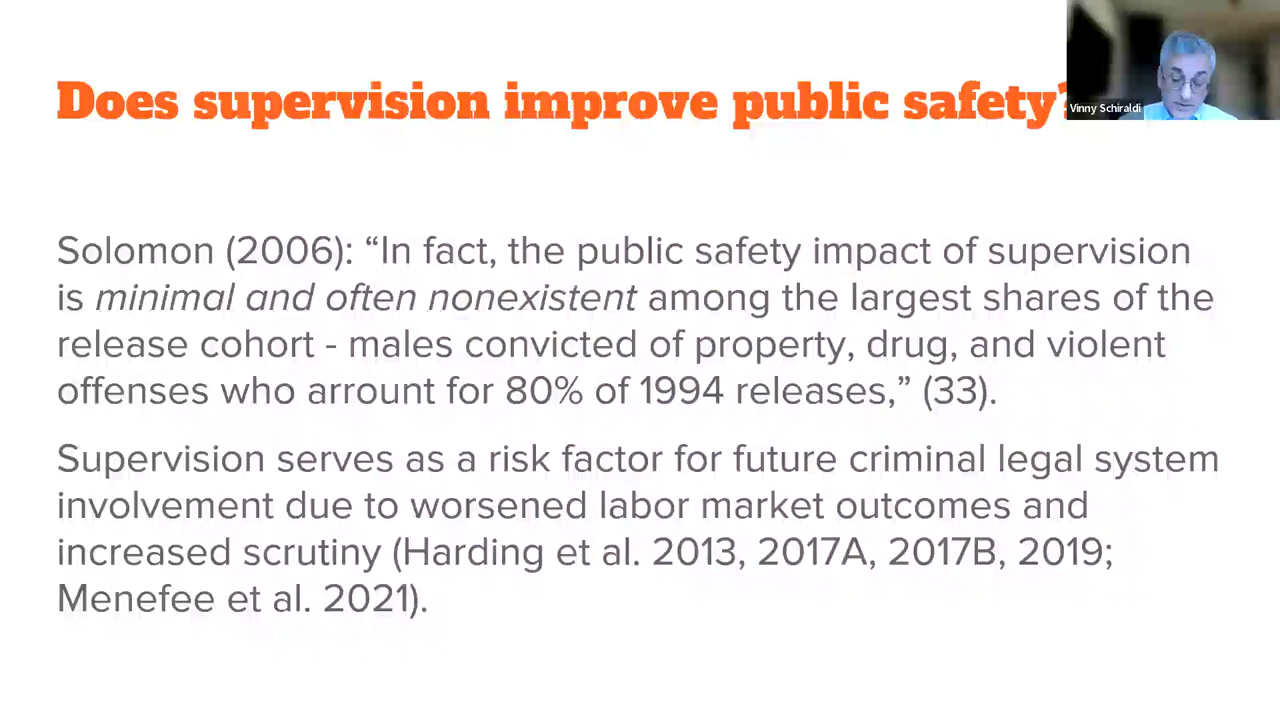 Does supervision improve public safety?
Vinny Schiraldi
Solomon (2006): “In fact, the public safety impact of supervision
is minimal and often nonexistent among the largest shares of the
release cohort - males convicted of property, drug, and violent
offenses who arrount for 80% of 1994 releases,” (33).
Supervision serves as a risk factor for future criminal legal system
involvement due to worsened labor market outcomes and
increased scrutiny (Harding et al. 2013, 2017A, 2017B, 2019;
Menefee et al. 2021).